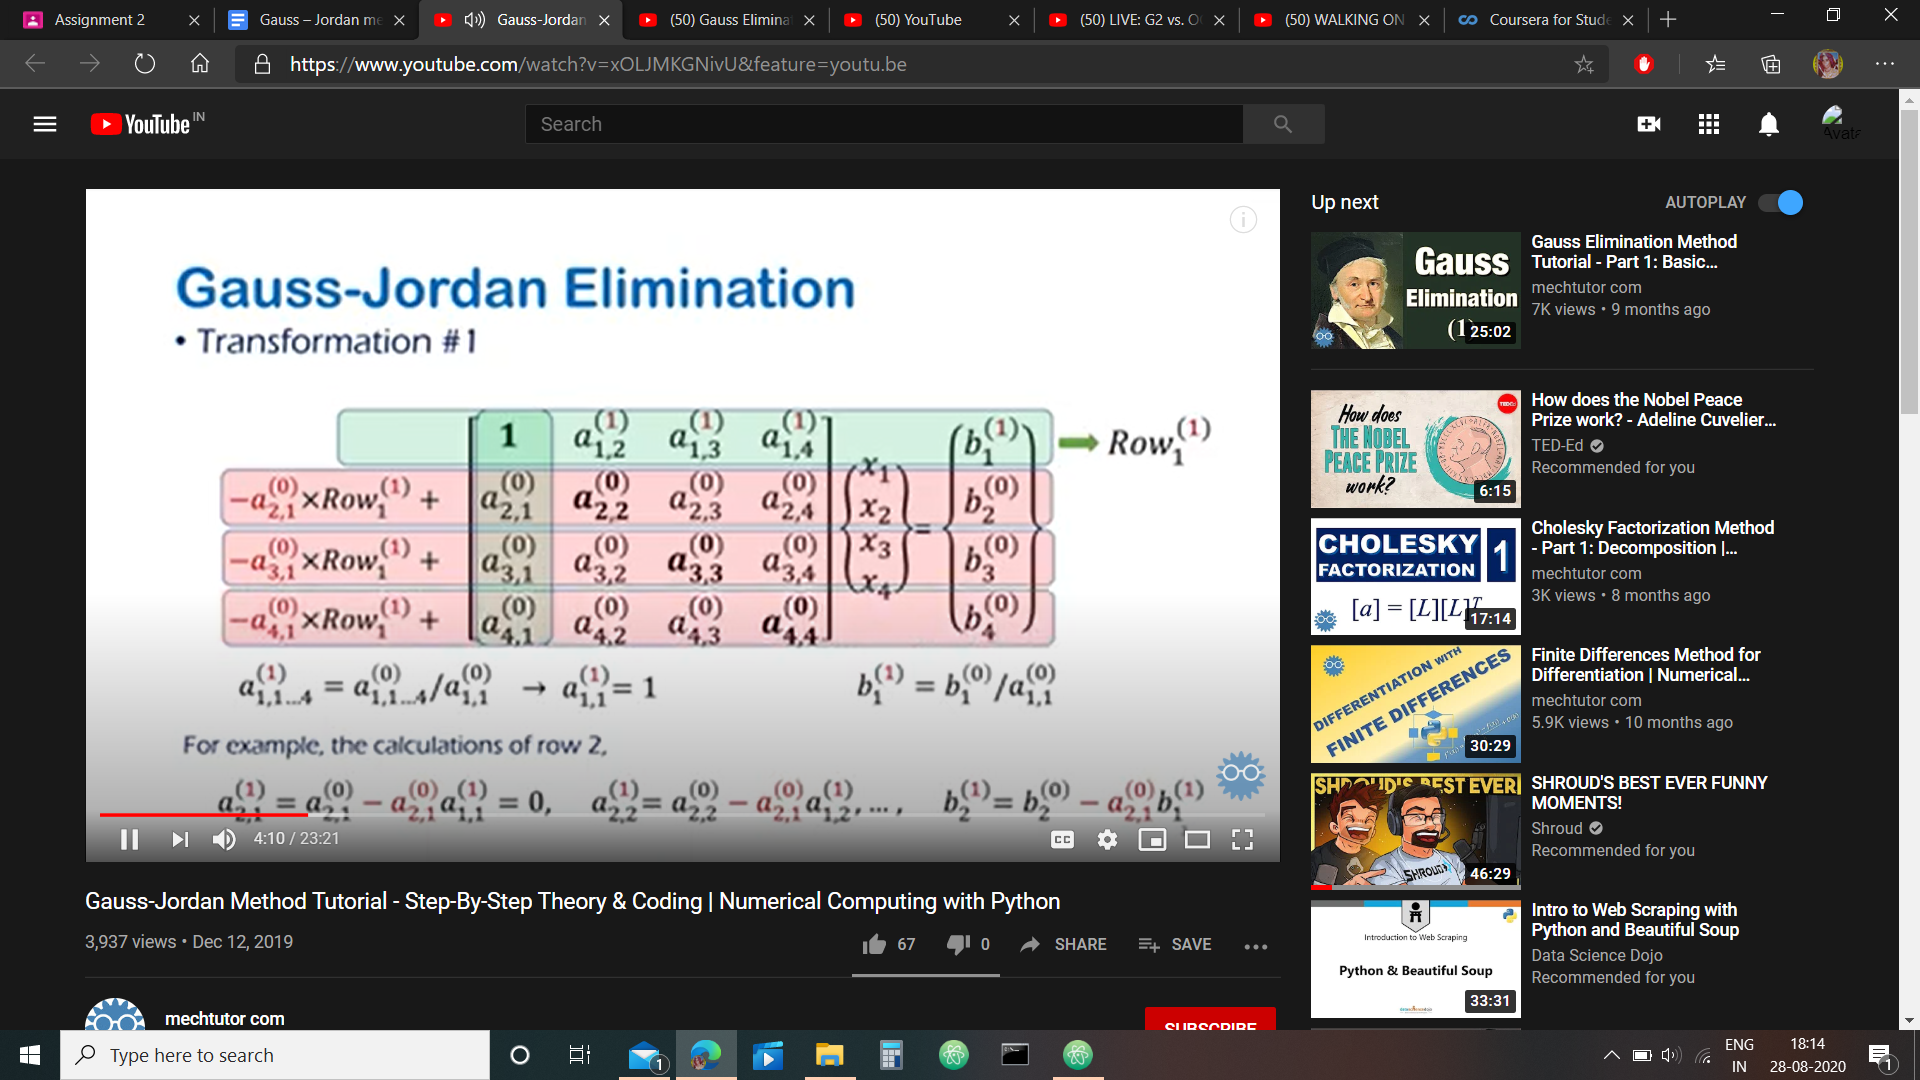 Assignment 2
Gauss – Jordan me
Gauss-Jordan
(50) Gauss Elimina
(50) YouTube
(50) LIVE: G2 vs. O
(50) WALKING ON
Coursera for Stude
https://www.youtube.com/watch?v=xOLJMKGNivU&feature=youtu.be
YouTube IN
Search
Avata
Gauss-Jordan Elimination
• Transformation #1
1 a_{1,2}^{(1)} a_{1,3}^{(1)} a_{1,4}^{(1)} b_1^{(1)} Row_1^{(1)}
−a_{2,1}^{(0)}×Row_1^{(1)} + a_{2,1}^{(0)} a_{2,2}^{(0)} a_{2,3}^{(0)} a_{2,4}^{(0)} x_1 x_2 x_3 x_4 = b_2^{(0)}
−a_{3,1}^{(0)}×Row_1^{(1)} + a_{3,1}^{(0)} a_{3,2}^{(0)} a_{3,3}^{(0)} a_{3,4}^{(0)} b_3^{(0)}
−a_{4,1}^{(0)}×Row_1^{(1)} + a_{4,1}^{(0)} a_{4,2}^{(0)} a_{4,3}^{(0)} a_{4,4}^{(0)} b_4^{(0)}
a_{1,1…4}^{(1)} = a_{1,1…4}^{(0)}/a_{1,1}^{(0)} → a_{1,1}^{(1)} = 1 b_1^{(1)} = b_1^{(0)}/a_{1,1}^{(0)}
For example, the calculations of row 2,
a_{2,1}^{(1)} = a_{2,1}^{(0)} − a_{2,1}^{(0)}a_{1,1}^{(1)} = 0, a_{2,2}^{(1)} = a_{2,2}^{(0)} − a_{2,1}^{(0)}a_{1,2}^{(1)}, … , b_2^{(1)} = b_2^{(0)} − a_{2,1}^{(0)}b_1^{(1)}
4:10 / 23:21
CC
Gauss-Jordan Method Tutorial - Step-By-Step Theory & Coding | Numerical Computing with Python
3,937 views • Dec 12, 2019
67 0 SHARE SAVE
mechtutor com
SUBSCRIBE
Up next
AUTOPLAY
Gauss
Elimination
(1)
25:02
Gauss Elimination Method
Tutorial - Part 1: Basic...
mechtutor com
7K views • 9 months ago
How does
THE NOBEL
PEACE PRIZE
work?
TED-Ed
6:15
How does the Nobel Peace
Prize work? - Adeline Cuvelier...
TED-Ed
Recommended for you
CHOLESKY
FACTORIZATION 1
[a] = [L][L]^T
17:14
Cholesky Factorization Method
- Part 1: Decomposition |...
mechtutor com
3K views • 8 months ago
DIFFERENTIATION WITH
FINITE DIFFERENCES
30:29
Finite Differences Method for
Differentiation | Numerical...
mechtutor com
5.9K views • 10 months ago
SHROUD'S BEST EVER
SHROUD
46:29
SHROUD'S BEST EVER FUNNY
MOMENTS!
Shroud
Recommended for you
Introduction to Web Scraping
Python & Beautiful Soup
33:31
Intro to Web Scraping with
Python and Beautiful Soup
Data Science Dojo
Recommended for you
Type here to search
1
ENG
IN
18:14
28-08-2020
1